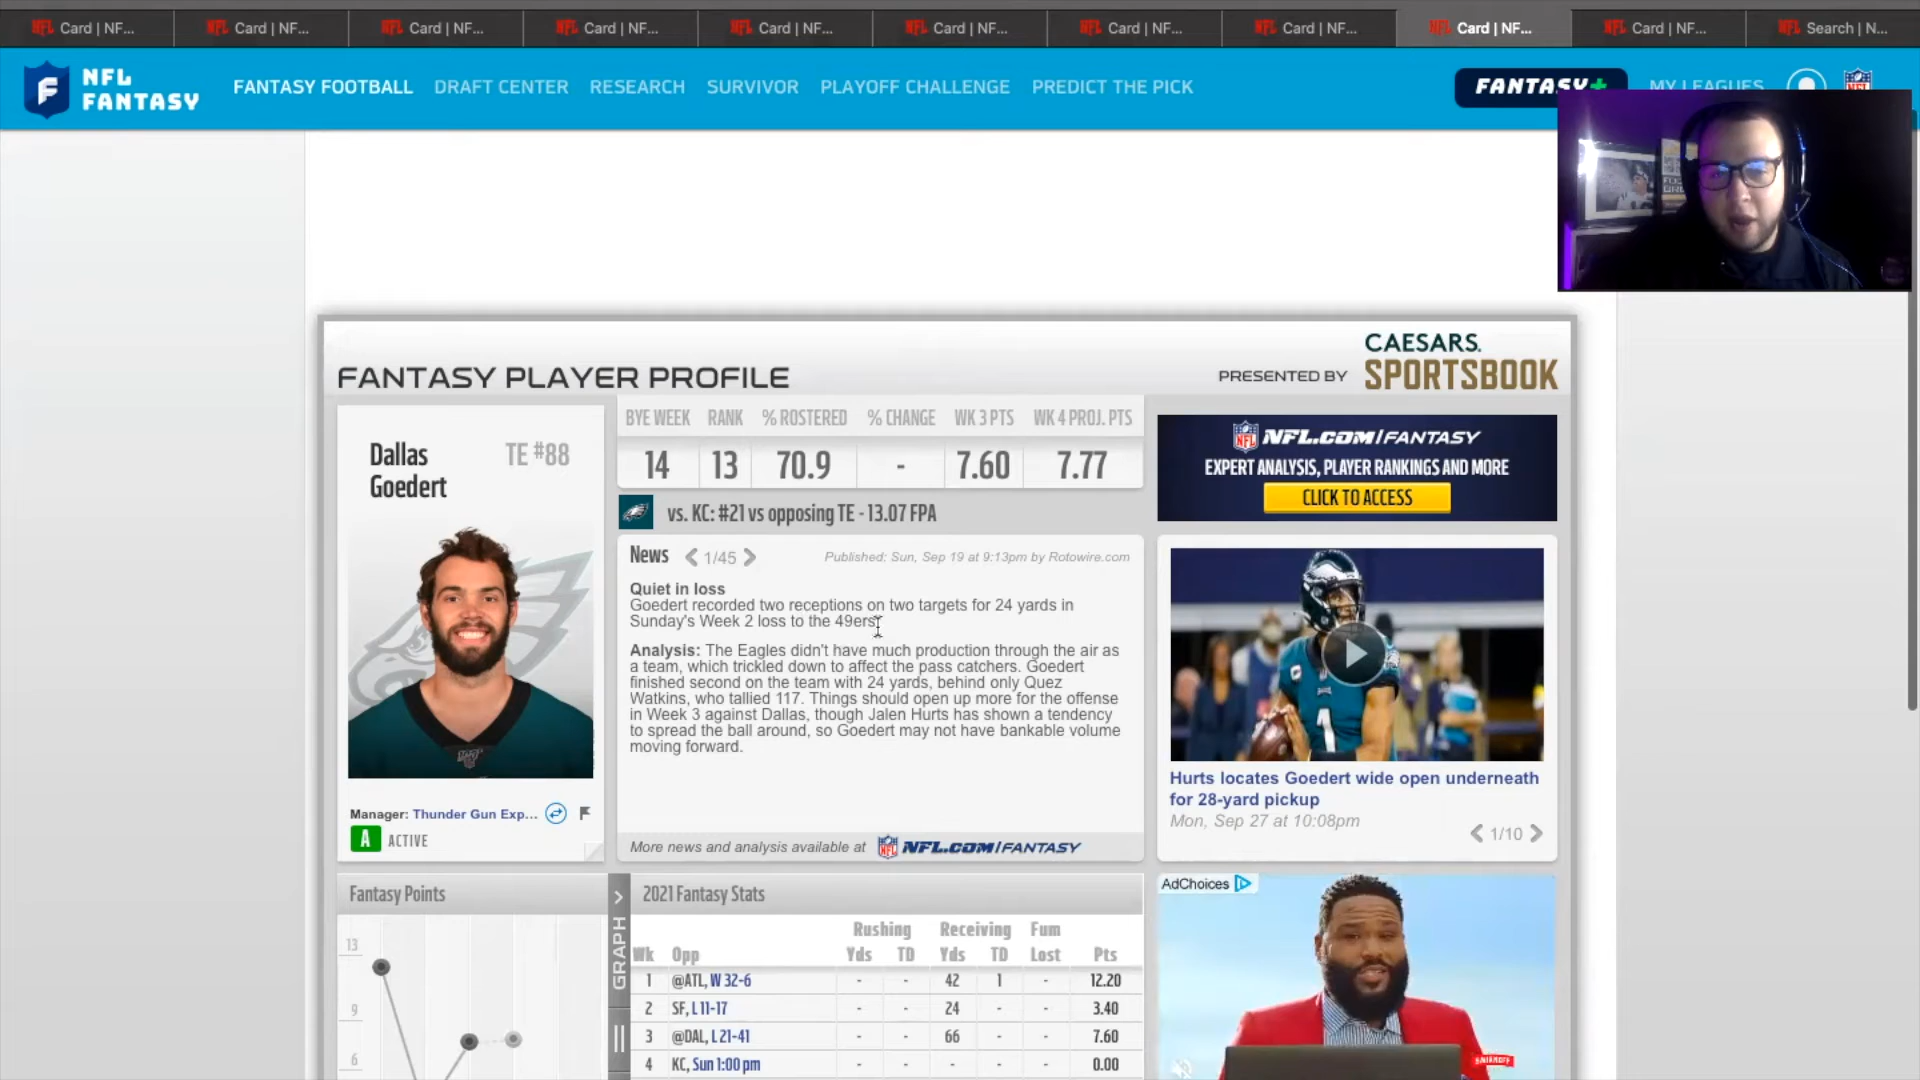 Card | NF...
Card | NF...
Card | NF...
Card | NF...
Card | NF...
Card | NF...
Card | NF...
Card | NF...
Card | NF...
Card | NF...
Search | N...
NFL
FANTASY
FANTASY FOOTBALL
DRAFT CENTER
RESEARCH
SURVIVOR
PLAYOFF CHALLENGE
PREDICT THE PICK
FANTASY+
MY LEAGUES
FANTASY PLAYER PROFILE
PRESENTED BY
CAESARS
SPORTSBOOK
Dallas
Goedert
TE #88
BYE WEEK RANK % ROSTERED % CHANGE WK 3 PTS WK 4 PROJ. PTS
14 13 70.9 - 7.60 7.77
vs. KC: #21 vs opposing TE - 13.07 FPA
News 1/45 Published: Sun, Sep 19 at 9:13pm by Rotowire.com
Quiet in loss
Goedert recorded two receptions on two targets for 24 yards in
Sunday's Week 2 loss to the 49ers.
Analysis: The Eagles didn't have much production through the air as
a team, which trickled down to affect the pass catchers. Goedert
finished second on the team with 24 yards, behind only Quez
Watkins, who tallied 117. Things should open up more for the offense
in Week 3 against Dallas, though Jalen Hurts has shown a tendency
to spread the ball around, so Goedert may not have bankable volume
moving forward.
More news and analysis available at NFL.COM/FANTASY
Manager: Thunder Gun Exp...
A ACTIVE
NFL.COM/FANTASY
EXPERT ANALYSIS, PLAYER RANKINGS AND MORE
CLICK TO ACCESS
Hurts locates Goedert wide open underneath
for 28-yard pickup
Mon, Sep 27 at 10:08pm
1/10
AdChoices
SMIRNOFF
Fantasy Points
13
9
6
GRAPH
2021 Fantasy Stats
Rushing Receiving Fum
Wk Opp Yds TD Yds TD Lost Pts
1 @ATL, W 32-6 - - 42 1 - 12.20
2 SF, L 11-17 - - 24 - - 3.40
3 @DAL, L 21-41 - - 66 - - 7.60
4 KC, Sun 1:00 pm - - - - - 0.00